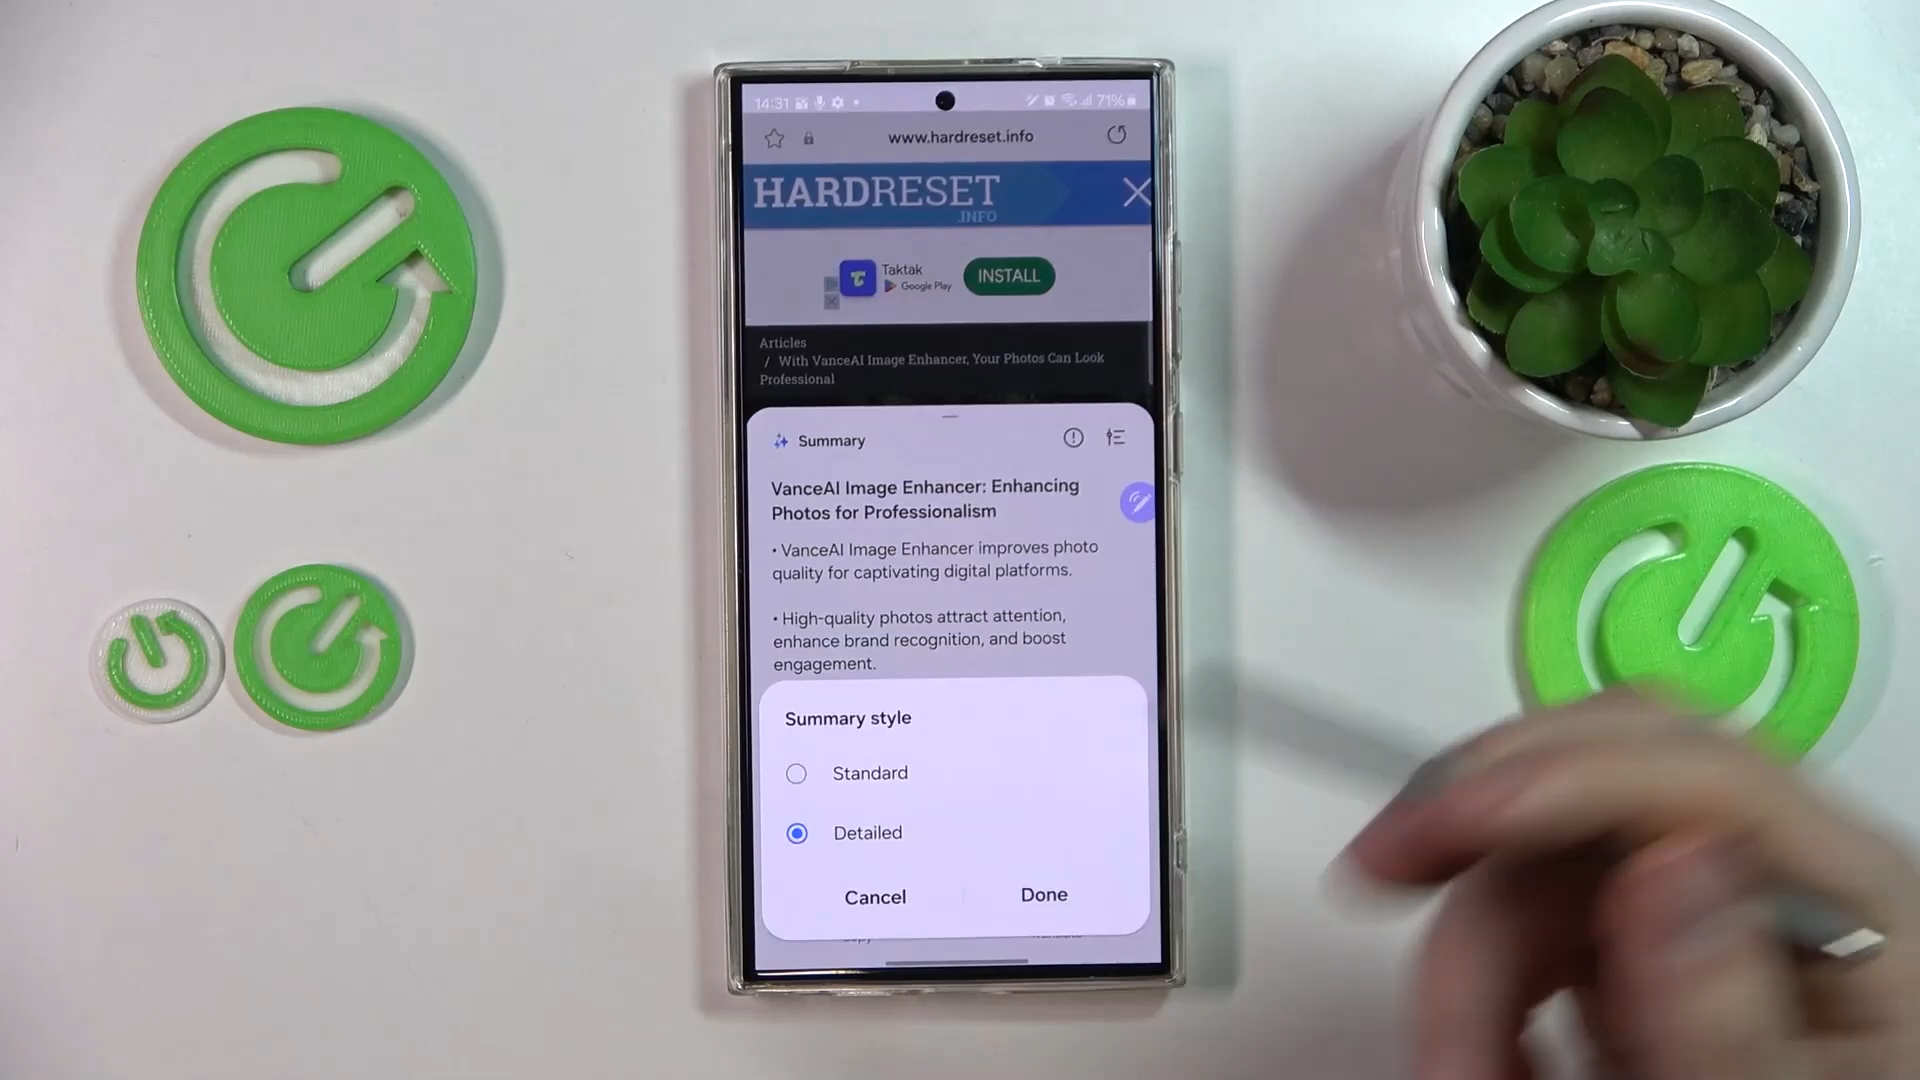 14:31
71%
www.hardreset.info
HARDRESET
.INFO
Taktak
Google Play
INSTALL
Articles
/ With VanceAI Image Enhancer, Your Photos Can Look
Professional
Summary
VanceAI Image Enhancer: Enhancing
Photos for Professionalism
• VanceAI Image Enhancer improves photo
quality for captivating digital platforms.
• High-quality photos attract attention,
enhance brand recognition, and boost
engagement.
Summary style
Standard
Detailed
Cancel
Done